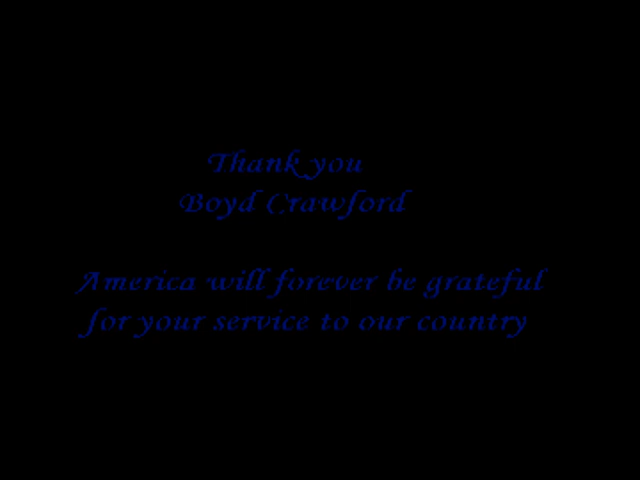 Thank you
Boyd Crawford
America will forever be grateful
for your service to our country